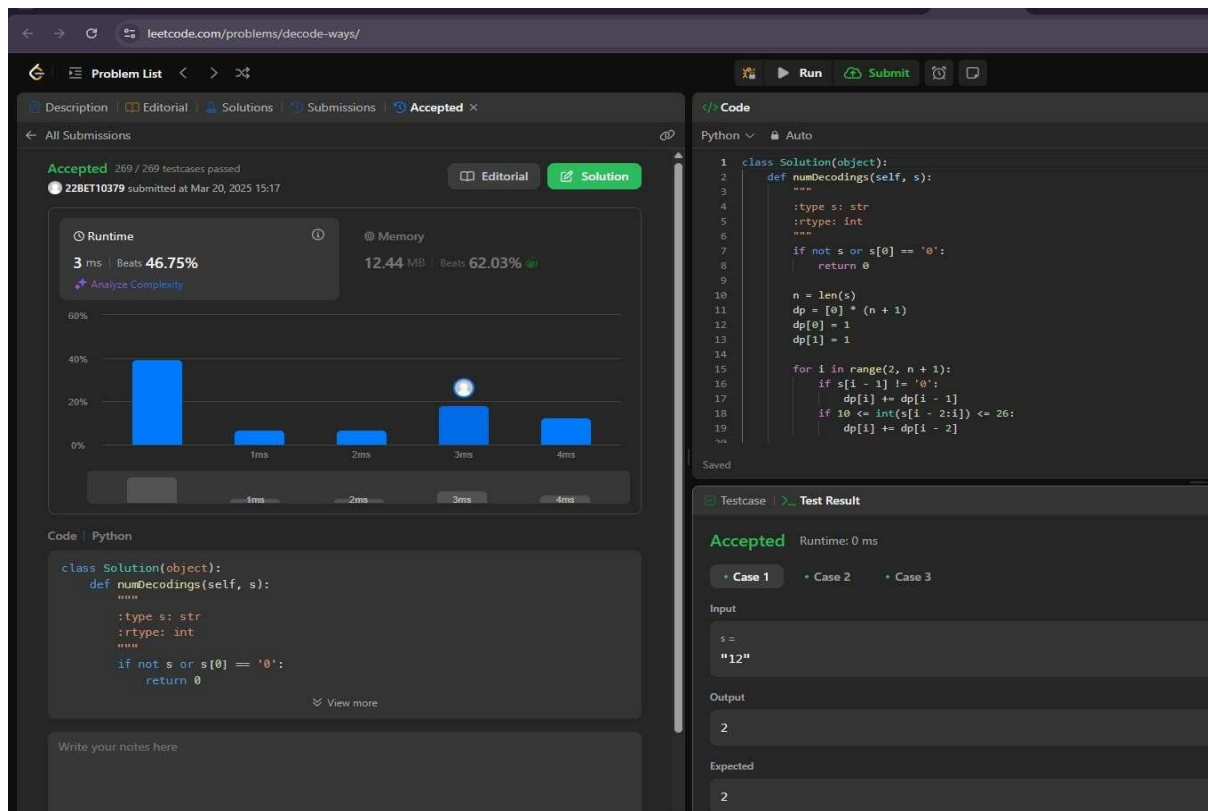 leetcode.com/problems/decode-ways/
Problem List
Run
Submit
Description
Editorial
Solutions
Submissions
Accepted
All Submissions
Accepted 269 / 269 testcases passed
22BET10379 submitted at Mar 20, 2025 15:17
Editorial
Solution
Runtime
3 ms Beats 46.75%
Analyze Complexity
Memory
12.44 MB Beats 62.03%
60%
40%
20%
0%
1ms 2ms 3ms 4ms
1ms 2ms 3ms 4ms
Code | Python
class Solution(object):
def numDecodings(self, s):
"""
:type s: str
:rtype: int
"""
if not s or s[0] == '0':
return 0
View more
Write your notes here
</> Code
Python
Auto
1 class Solution(object):
2 def numDecodings(self, s):
3 """
4 :type s: str
5 :rtype: int
6 """
7 if not s or s[0] == '0':
8 return 0
9
10 n = len(s)
11 dp = [0] * (n + 1)
12 dp[0] = 1
13 dp[1] = 1
14
15 for i in range(2, n + 1):
16 if s[i - 1] != '0':
17 dp[i] += dp[i - 1]
18 if 10 <= int(s[i - 2:i]) <= 26:
19 dp[i] += dp[i - 2]
Saved
Testcase
>_ Test Result
Accepted Runtime: 0 ms
Case 1
Case 2
Case 3
Input
s =
"12"
Output
2
Expected
2